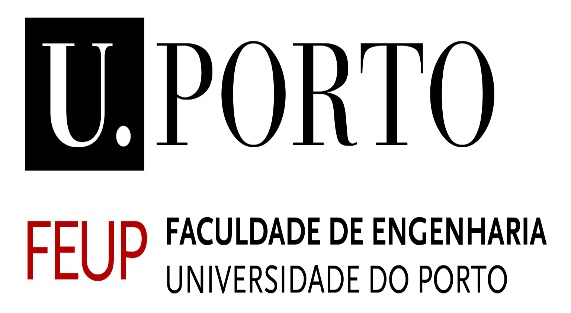 U. PORTO
FEUP FACULDADE DE ENGENHARIA
UNIVERSIDADE DO PORTO